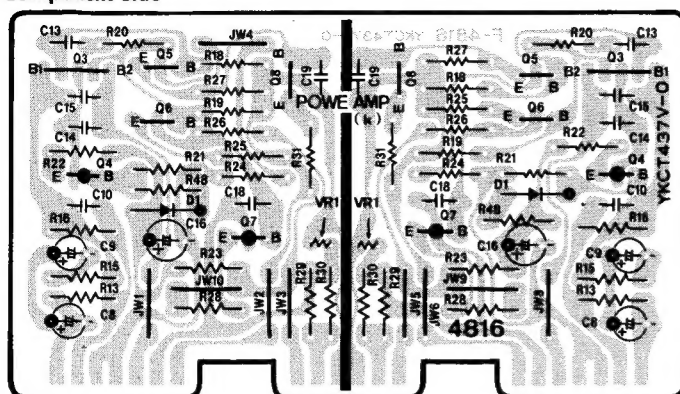 C13
R20
Q3
Q5
JW4
B
R20
C13
B1
B2
E
B
R18
Q8
C19
C19
Q8
R27
Q5
B2
Q3
B1
R27
POWE AMP
(k)
R18
R25
C15
Q6
R19
E
E
R26
Q6
C15
C14
E
B
R26
R31
R31
R19
R22
C14
R22
Q4
R21
R25
R24
R24
R21
Q4
E
B
R48
C18
VR1
VR1
C18
D1
E
B
C10
D1
C16
Q7
E
B
Q7
E
B
R48
C16
C10
R16
C9
R23
R29
R30
R30
R29
R23
R16
C9
R15
JW1
JW10
JW2
JW3
JW5
JW6
JW9
JW8
R15
R13
C8
R28
R28
R13
C8
4816
YKCT437V-0